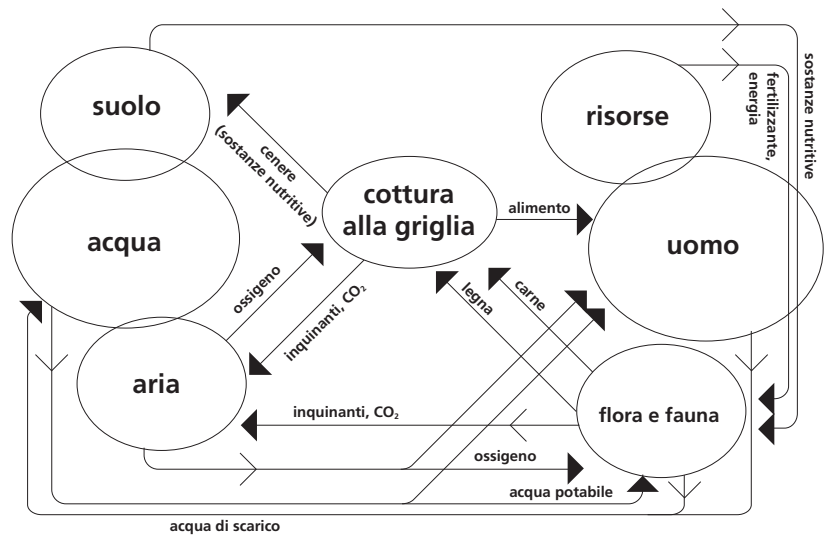 suolo
acqua
aria
cenere
(sostanze nutritive)
ossigeno
inquinanti, CO₂
cottura
alla griglia
alimento
risorse
uomo
fertilizzante,
energia
sostanze nutritive
legna
carne
flora e fauna
inquinanti, CO₂
ossigeno
acqua potabile
acqua di scarico